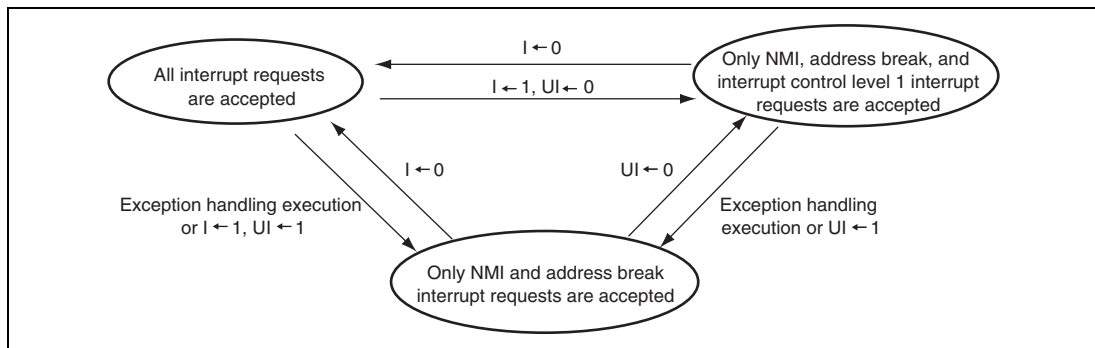 I ← 0
All interrupt requests
are accepted
Only NMI, address break, and
interrupt control level 1 interrupt
requests are accepted
I ← 1, UI ← 0
I ← 0
UI ← 0
Exception handling execution
or I ← 1, UI ← 1
Exception handling
execution or UI ← 1
Only NMI and address break
interrupt requests are accepted